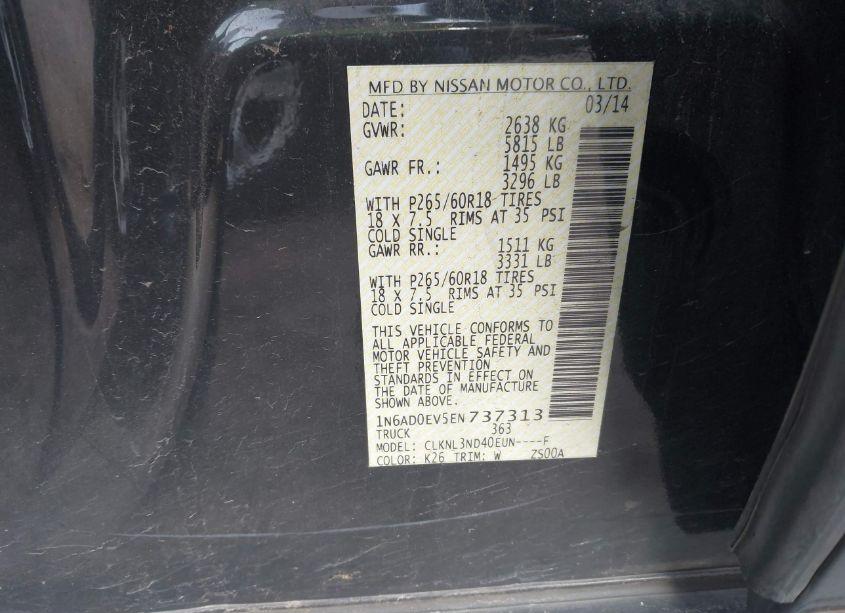 MFD BY NISSAN MOTOR CO., LTD.
DATE: 03/14
GVWR: 2638 KG
5815 LB
GAWR FR.: 1495 KG
3296 LB
WITH P265/60R18 TIRES
18 X 7.5 RIMS AT 35 PSI
COLD SINGLE
GAWR RR.: 1511 KG
3331 LB
WITH P265/60R18 TIRES
18 X 7.5 RIMS AT 35 PSI
COLD SINGLE
THIS VEHICLE CONFORMS TO
ALL APPLICABLE FEDERAL
MOTOR VEHICLE SAFETY AND
THEFT PREVENTION
STANDARDS IN EFFECT ON
THE DATE OF MANUFACTURE
SHOWN ABOVE.
1N6AD0EV5EN737313
TRUCK 363
MODEL: CLKNL3ND40EUN----F
COLOR: K26 TRIM: W ZS00A